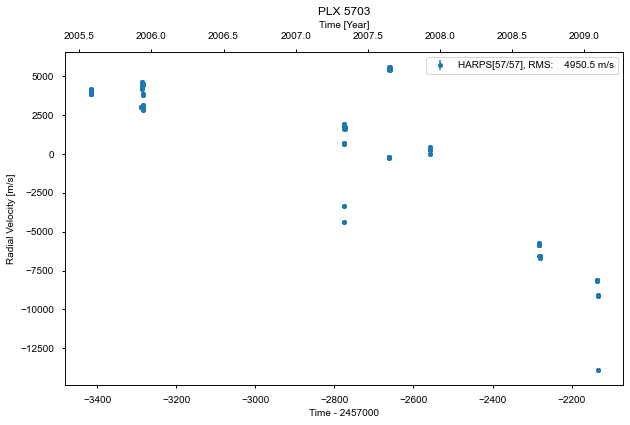 PLX 5703
Time [Year]
2005.5 2006.0 2006.5 2007.0 2007.5 2008.0 2008.5 2009.0
HARPS[57/57], RMS: 4950.5 m/s
5000
2500
0
−2500
−5000
−7500
−10000
−12500
Radial Velocity [m/s]
−3400 −3200 −3000 −2800 −2600 −2400 −2200
Time - 2457000